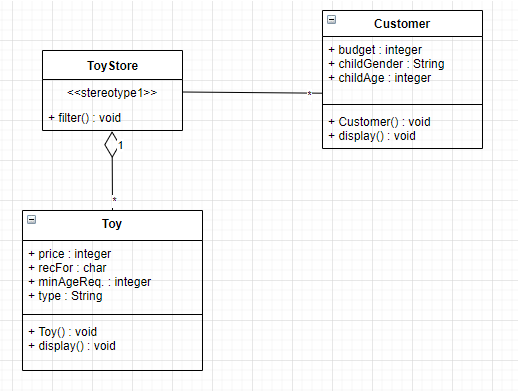 Customer
+ budget : integer
+ childGender : String
+ childAge : integer
+ Customer() : void
+ display() : void
ToyStore
<<stereotype1>>
+ filter() : void
*
1
*
Toy
+ price : integer
+ recFor : char
+ minAgeReq. : integer
+ type : String
+ Toy() : void
+ display() : void